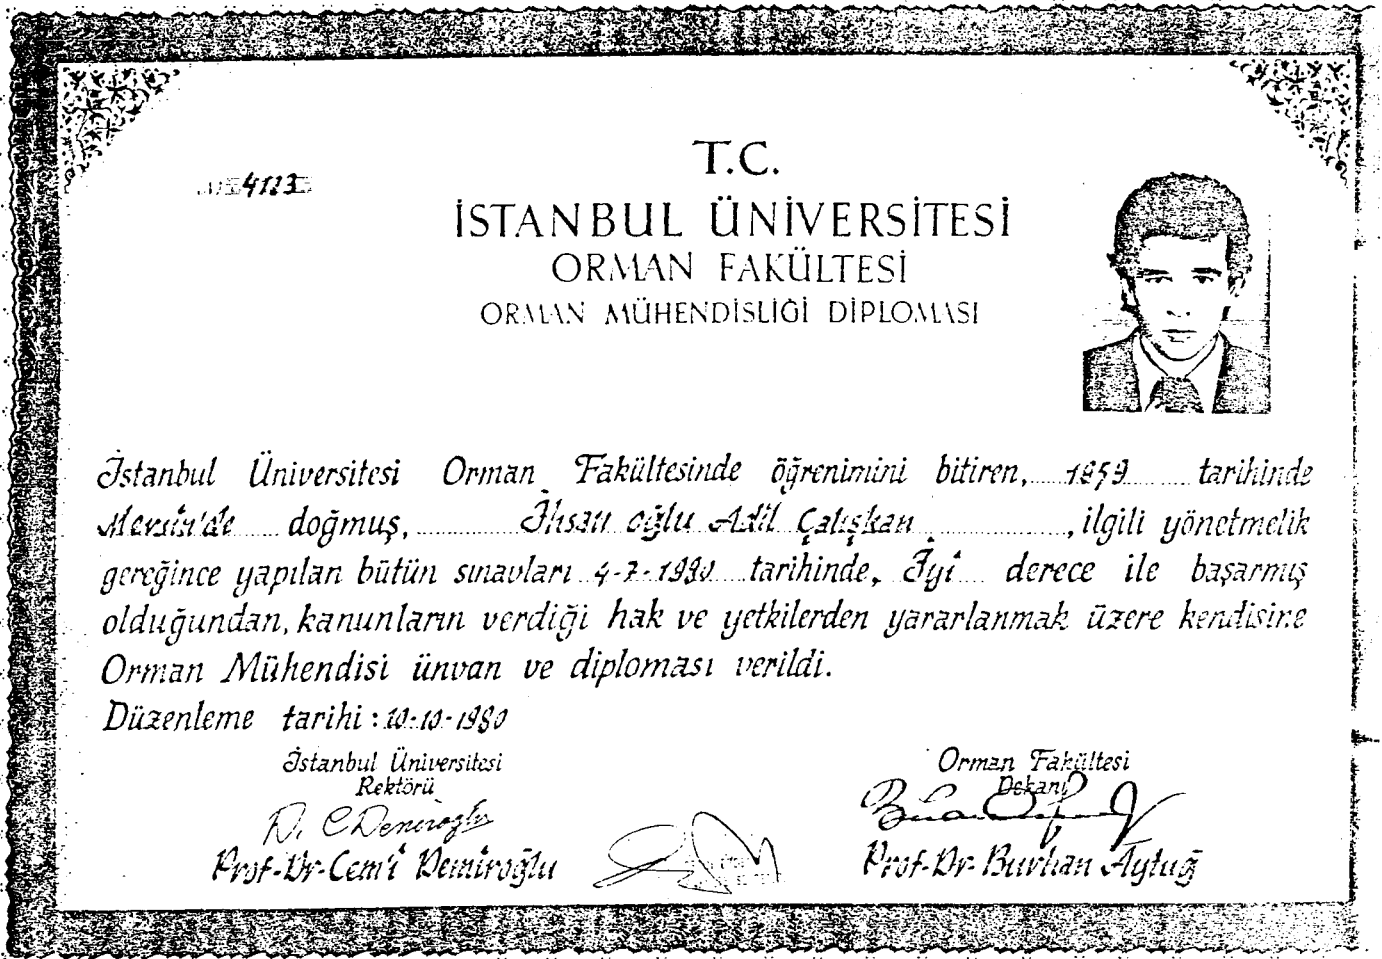 4123
T.C.
İSTANBUL ÜNİVERSİTESİ
ORMAN FAKÜLTESİ
ORMAN MÜHENDİSLİĞİ DİPLOMASI
İstanbul Üniversitesi Orman Fakültesinde öğrenimini bitiren, 1959 tarihinde
Mersin'de doğmuş, İhsan oğlu Adil Çalışkan, ilgili yönetmelik
gereğince yapılan bütün sınavları 4-7-1980 tarihinde, İyi derece ile başarmış
olduğundan, kanunların verdiği hak ve yetkilerden yararlanmak üzere kendisine
Orman Mühendisi ünvan ve diploması verildi.
Düzenleme tarihi : 10-10-1980
İstanbul Üniversitesi
Rektörü
D. C Demiroğlu
Prof-Dr-Cem'i Demiroğlu
Orman Fakültesi
Dekanı
Prof-Dr-Burhan Aytuğ